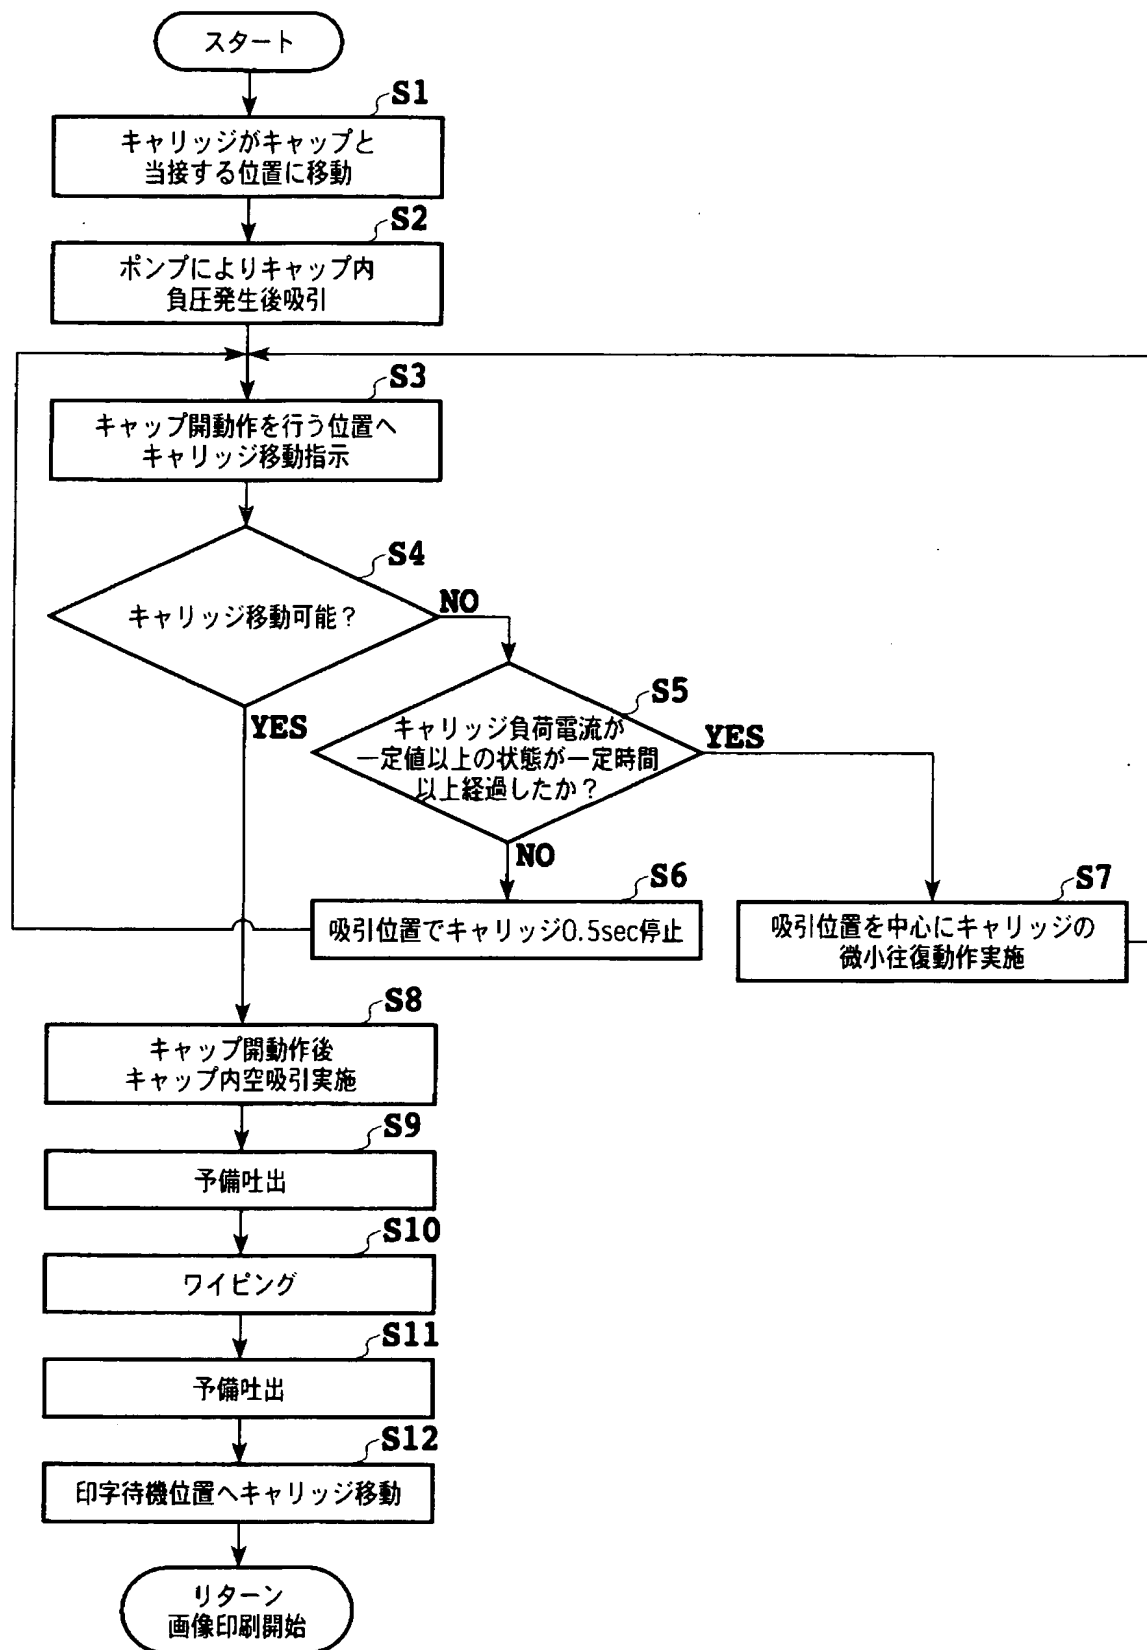 スタート
S1
キャリッジがキャップと
当接する位置に移動
S2
ポンプによりキャップ内
負圧発生後吸引
S3
キャップ開動作を行う位置へ
キャリッジ移動指示
S4
キャリッジ移動可能？
NO
YES
S5
キャリッジ負荷電流が
一定値以上の状態が一定時間
以上経過したか？
YES
NO
S6
吸引位置でキャリッジ0.5sec停止
S7
吸引位置を中心にキャリッジの
微小往復動作実施
S8
キャップ開動作後
キャップ内空吸引実施
S9
予備吐出
S10
ワイピング
S11
予備吐出
S12
印字待機位置へキャリッジ移動
リターン
画像印刷開始